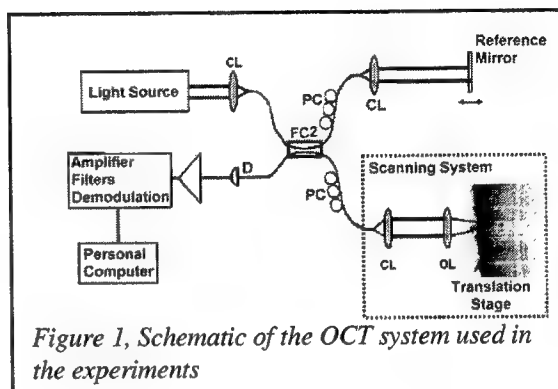 Reference
Mirror
CL
Light Source
PC
CL
FC2
Amplifier
Filters
Demodulation
D
Scanning System
PC
Personal
Computer
CL
OL
Translation
Stage
Figure 1, Schematic of the OCT system used in
the experiments